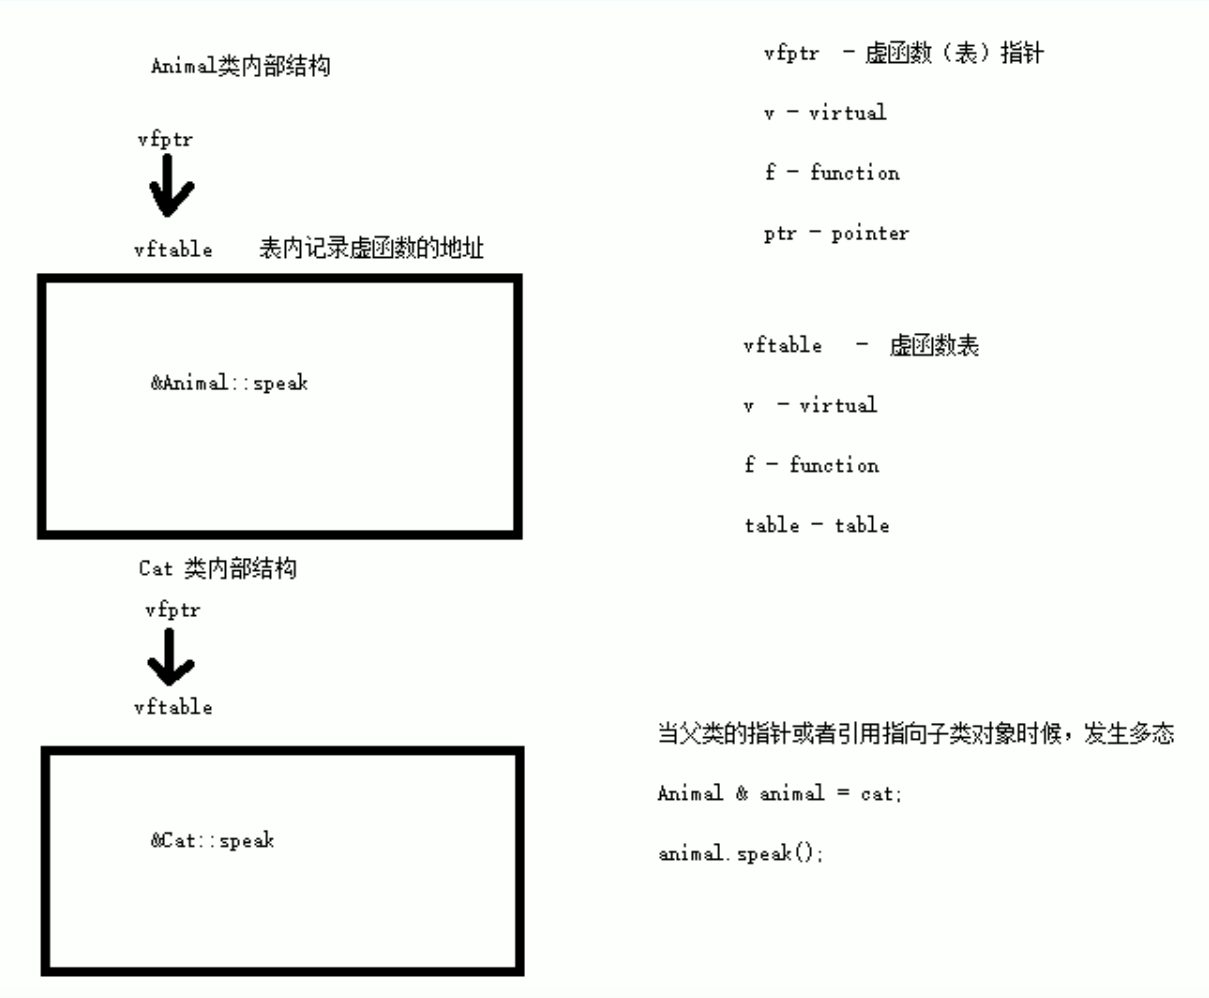 Animal类内部结构
vfptr
vftable 表内记录虚函数的地址
&Animal::speak
Cat 类内部结构
vfptr
vftable
&Cat::speak
vfptr - 虚函数（表）指针
v - virtual
f - function
ptr - pointer
vftable - 虚函数表
v - virtual
f - function
table - table
当父类的指针或者引用指向子类对象时候，发生多态
Animal & animal = cat;
animal.speak();